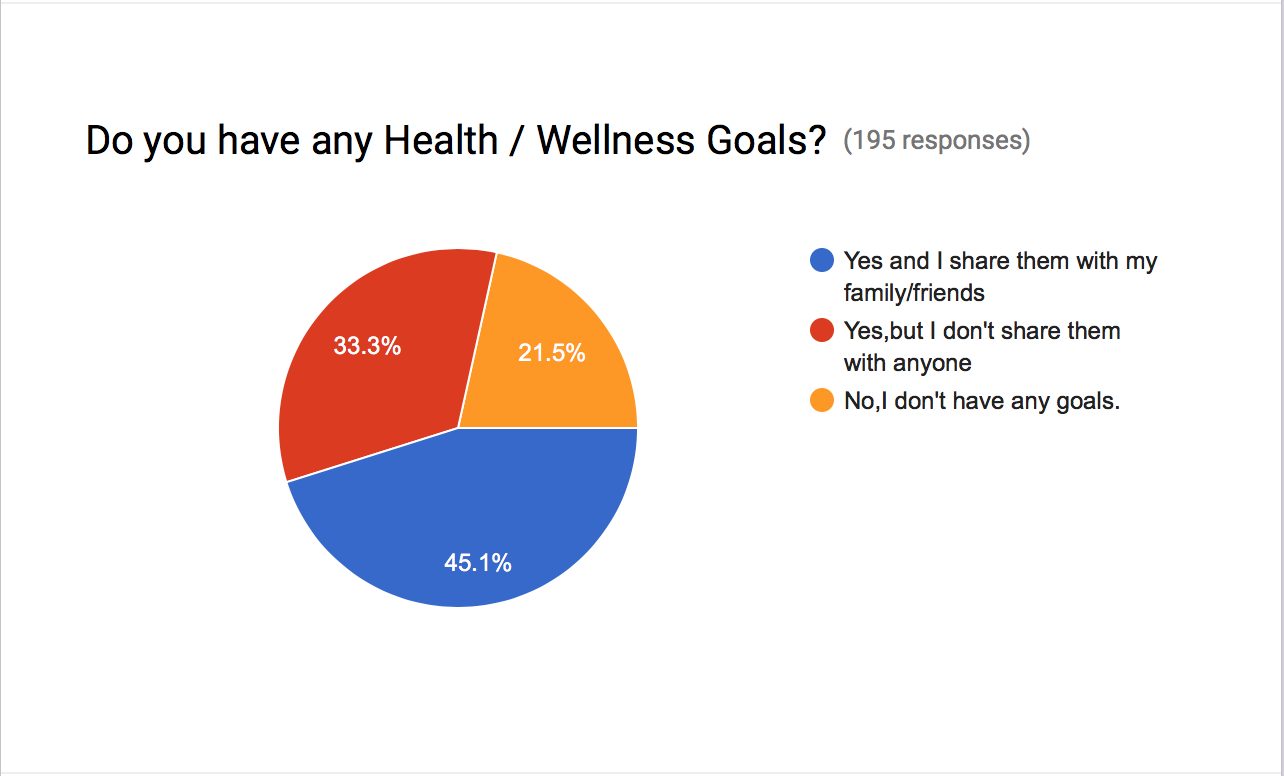 Do you have any Health / Wellness Goals? (195 responses)
Yes and I share them with my
family/friends
Yes,but I don't share them
with anyone
No,I don't have any goals.
33.3%
21.5%
45.1%